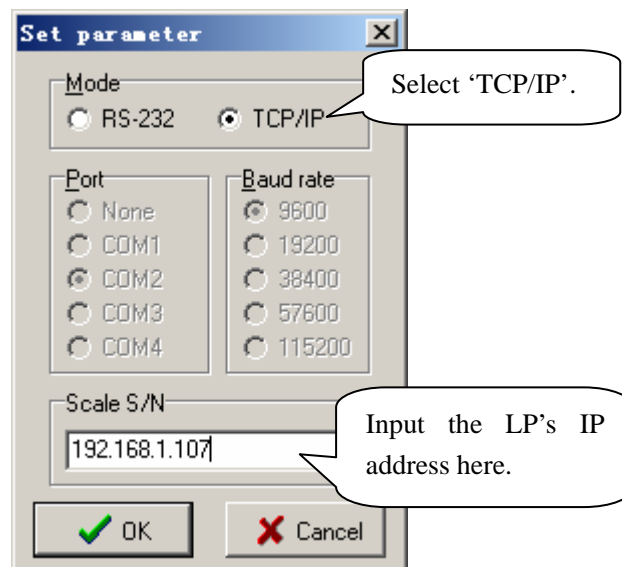 Set parameter
Mode
RS-232 TCP/IP
Select ‘TCP/IP’.
Port
None
COM1
COM2
COM3
COM4
Baud rate
9600
19200
38400
57600
115200
Scale S/N
192.168.1.107
Input the LP’s IP
address here.
OK Cancel